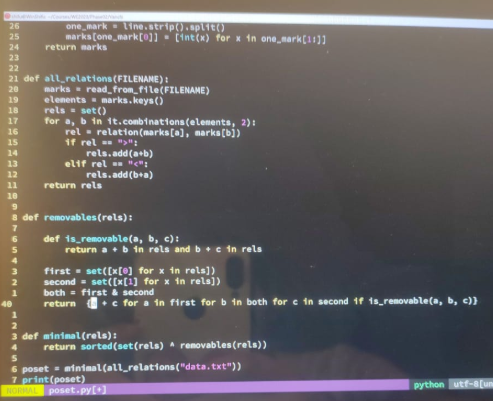 26 one_mark = line.strip().split()
25 marks[one_mark[0]] = [int(x) for x in one_mark[1:]]
24 return marks
21 def all_relations(FILENAME):
20 marks = read_from_file(FILENAME)
19 elements = marks.keys()
18 rels = set()
17 for a, b in it.combinations(elements, 2):
16 rel = relation(marks[a], marks[b])
15 if rel == ">":
14 rels.add(a+b)
13 elif rel == "<":
12 rels.add(b+a)
11 return rels
10
9
8 def removables(rels):
7
6 def is_removable(a, b, c):
5 return a + b in rels and b + c in rels
4
3 first = set([x[0] for x in rels])
2 second = set([x[1] for x in rels])
1 both = first & second
40 return {a + c for a in first for b in both for c in second if is_removable(a, b, c)}
1
2
3 def minimal(rels):
4 return sorted(set(rels) ^ removables(rels))
5
6 poset = minimal(all_relations("data.txt"))
7 print(poset)
NORMAL poset.py[+] python utf-8[un